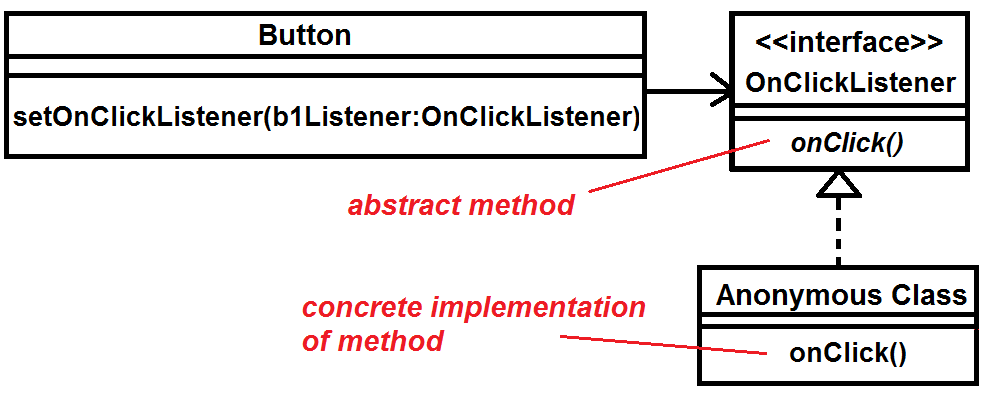 Button
setOnClickListener(b1Listener:OnClickListener)
<<interface>>
OnClickListener
onClick()
abstract method
concrete implementation
of method
Anonymous Class
onClick()